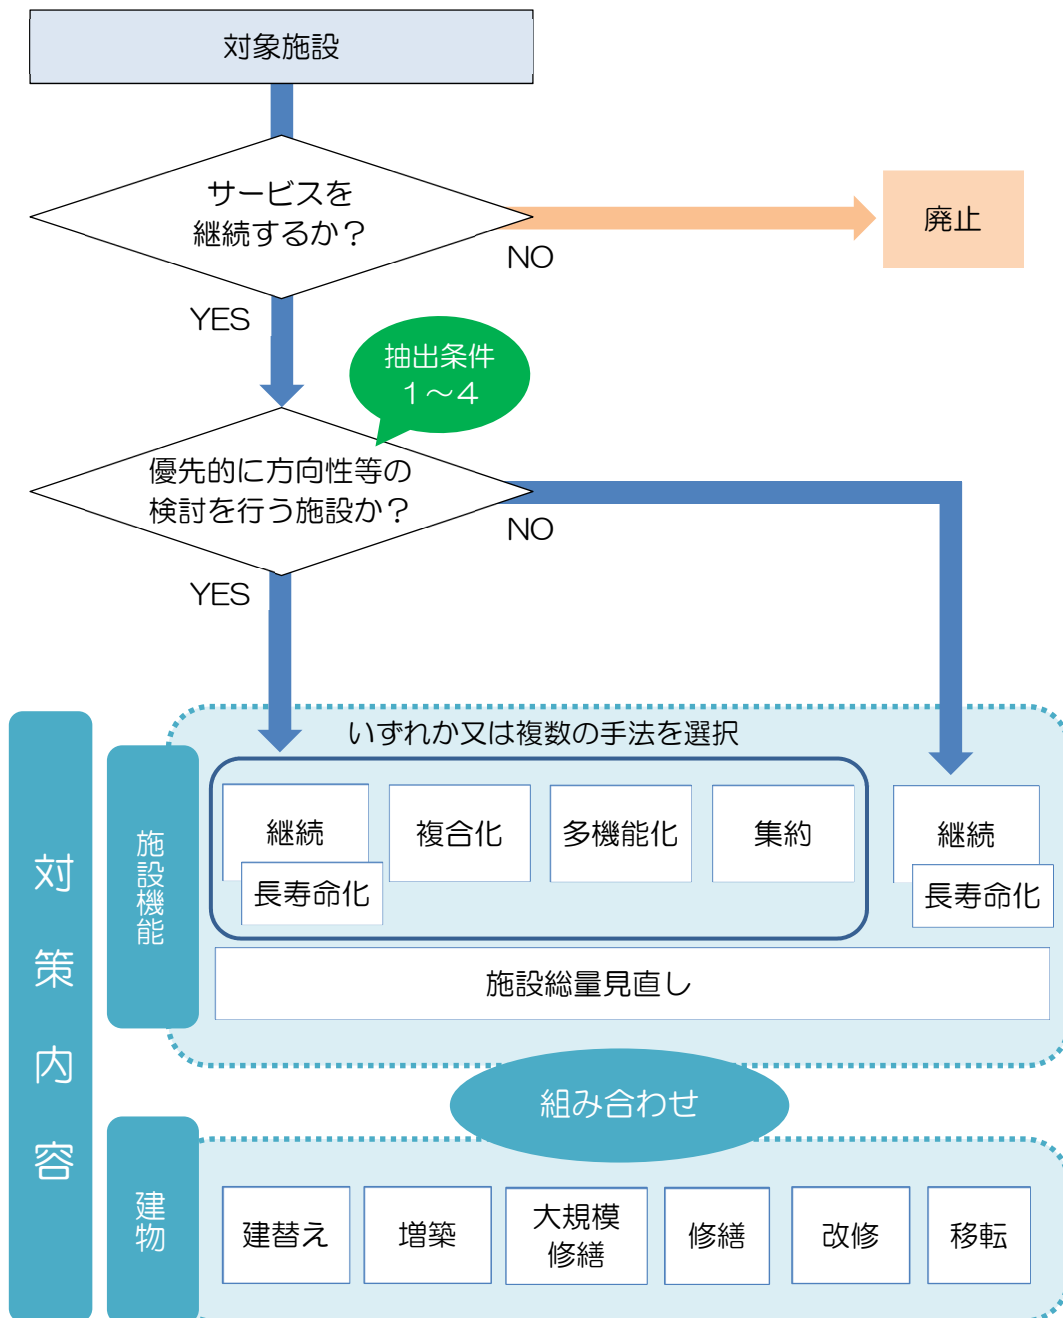 対象施設
サービスを
継続するか？
NO
廃止
YES
抽出条件
１～４
優先的に方向性等の
検討を行う施設か？
NO
YES
対策内容
施設機能
いずれか又は複数の手法を選択
継続
長寿命化
複合化
多機能化
集約
継続
長寿命化
施設総量見直し
組み合わせ
建物
建替え
増築
大規模
修繕
修繕
改修
移転